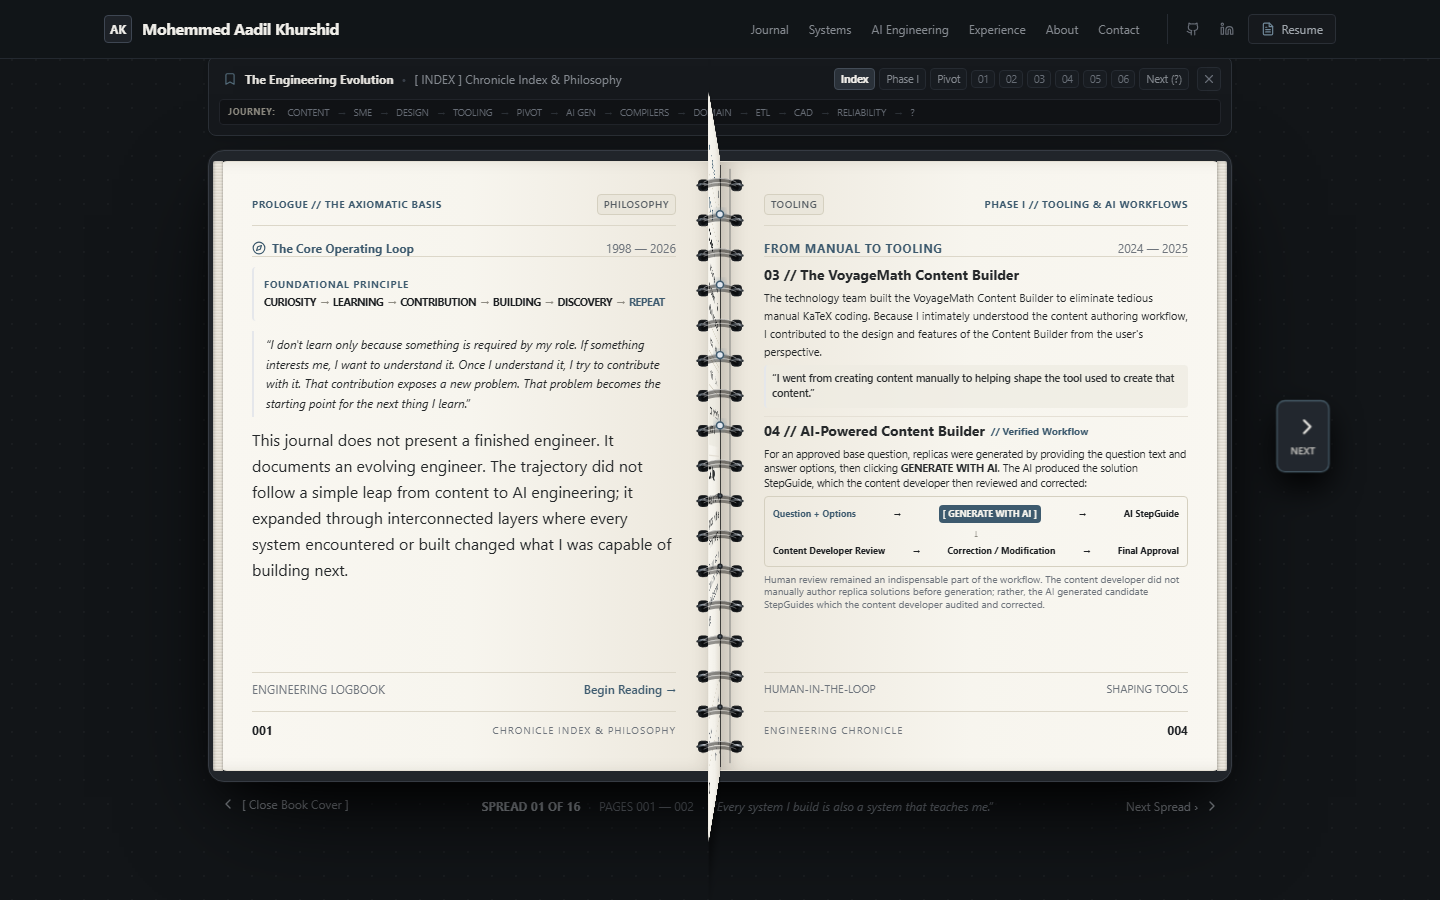 AK Mohemmed Aadil Khurshid
Journal Systems AI Engineering Experience About Contact Resume
The Engineering Evolution • [ INDEX ] Chronicle Index & Philosophy
Index Phase I Pivot 01 02 03 04 05 06 Next (?) ×
JOURNEY: CONTENT → SME → DESIGN → TOOLING → PIVOT → AI GEN → COMPILERS → DOMAIN → ETL → CAD → RELIABILITY → ?
PROLOGUE // THE AXIOMATIC BASIS PHILOSOPHY
The Core Operating Loop 1998 — 2026
FOUNDATIONAL PRINCIPLE
CURIOSITY → LEARNING → CONTRIBUTION → BUILDING → DISCOVERY → REPEAT
“I don't learn only because something is required by my role. If something
interests me, I want to understand it. Once I understand it, I try to contribute
with it. That contribution exposes a new problem. That problem becomes the
starting point for the next thing I learn.”
This journal does not present a finished engineer. It
documents an evolving engineer. The trajectory did not
follow a simple leap from content to AI engineering; it
expanded through interconnected layers where every
system encountered or built changed what I was capable of
building next.
ENGINEERING LOGBOOK Begin Reading →
001 CHRONICLE INDEX & PHILOSOPHY
TOOLING PHASE I // TOOLING & AI WORKFLOWS
FROM MANUAL TO TOOLING 2024 — 2025
03 // The VoyageMath Content Builder
The technology team built the VoyageMath Content Builder to eliminate tedious
manual KaTeX coding. Because I intimately understood the content authoring workflow,
I contributed to the design and features of the Content Builder from the user's
perspective.
“I went from creating content manually to helping shape the tool used to create that
content.”
04 // AI-Powered Content Builder // Verified Workflow
For an approved base question, replicas were generated by providing the question text and
answer options, then clicking GENERATE WITH AI. The AI produced the solution
StepGuide, which the content developer then reviewed and corrected:
Question + Options → [ GENERATE WITH AI ] → AI StepGuide
↓
Content Developer Review → Correction / Modification → Final Approval
Human review remained an indispensable part of the workflow. The content developer did not
manually author replica solutions before generation; rather, the AI generated candidate
StepGuides which the content developer audited and corrected.
HUMAN-IN-THE-LOOP SHAPING TOOLS
ENGINEERING CHRONICLE 004
NEXT
[ Close Book Cover ] SPREAD 01 OF 16 PAGES 001 — 002 Every system I build is also a system that teaches me.” Next Spread ›